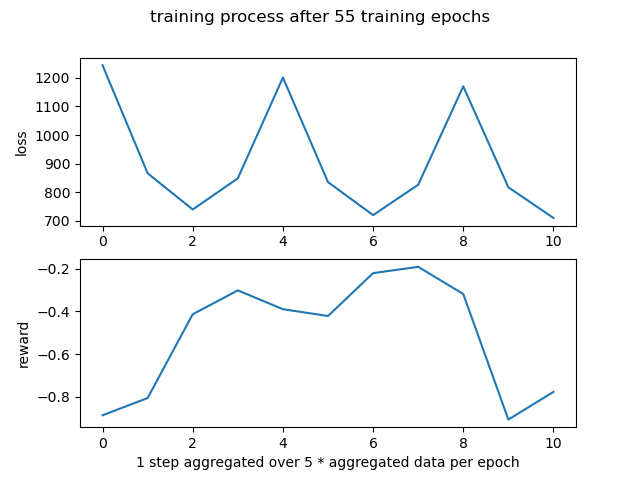 training process after 55 training epochs
1200
1100
1000
900
800
700
loss
0 2 4 6 8 10
−0.2
−0.4
−0.6
−0.8
reward
0 2 4 6 8 10
1 step aggregated over 5 * aggregated data per epoch